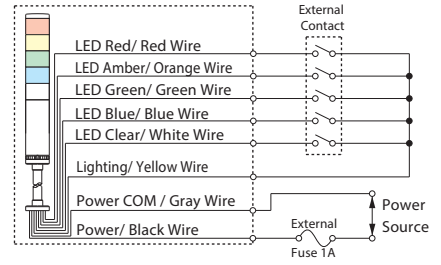 External
Contact
LED Red/ Red Wire
LED Amber/ Orange Wire
LED Green/ Green Wire
LED Blue/ Blue Wire
LED Clear/ White Wire
Lighting/ Yellow Wire
Power COM / Gray Wire
Power/ Black Wire
Power
Source
External
Fuse 1A